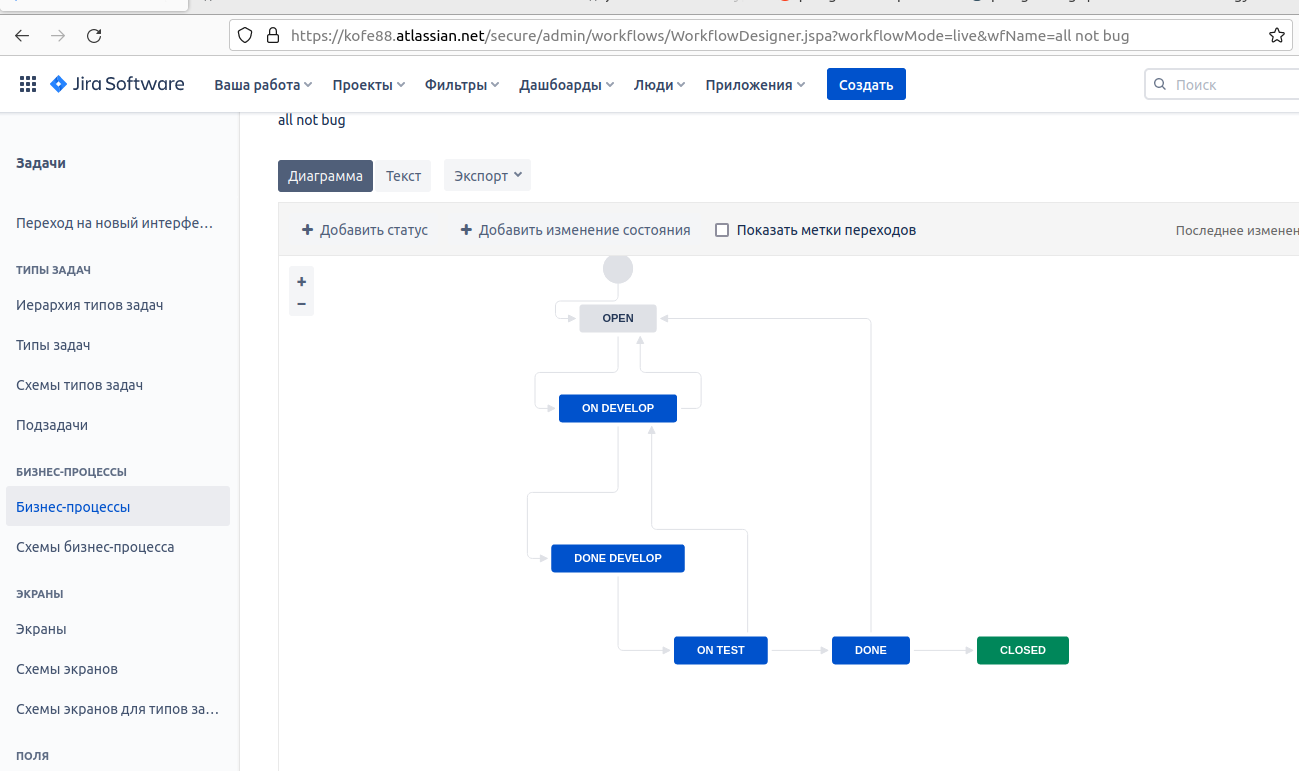 https://kofe88.atlassian.net/secure/admin/workflows/WorkflowDesigner.jspa?workflowMode=live&wfName=all not bug
Jira Software Ваша работа Проекты Фильтры Дашборды Люди Приложения Создать Поиск
all not bug
Задачи
Диаграмма Текст Экспорт
Переход на новый интерфе...
+ Добавить статус + Добавить изменение состояния Показать метки переходов Последнее изменен
ТИПЫ ЗАДАЧ
+
Иерархия типов задач
−
OPEN
Типы задач
Схемы типов задач
ON DEVELOP
Подзадачи
БИЗНЕС-ПРОЦЕССЫ
Бизнес-процессы
Схемы бизнес-процесса
DONE DEVELOP
ЭКРАНЫ
Экраны
ON TEST DONE CLOSED
Схемы экранов
Схемы экранов для типов за...
ПОЛЯ